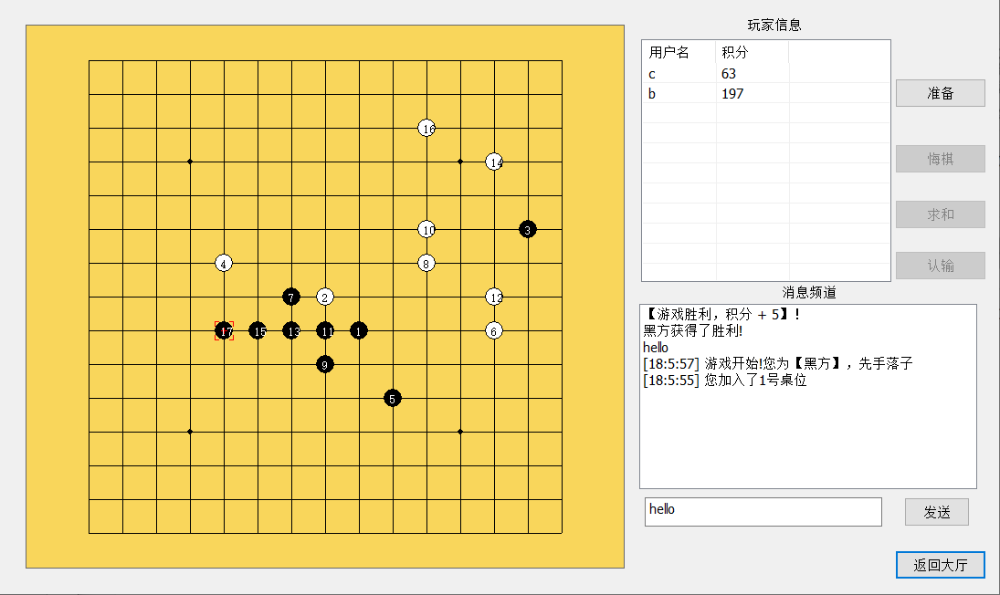 玩家信息
用户名 积分
c 63
b 197
准备
悔棋
求和
认输
16
14
10
3
4
8
7
2
12
17
15
13
11
1
6
9
5
消息频道
【游戏胜利，积分 + 5】!
黑方获得了胜利!
hello
[18:5:57] 游戏开始!您为【黑方】，先手落子
[18:5:55] 您加入了1号桌位
hello
发送
返回大厅